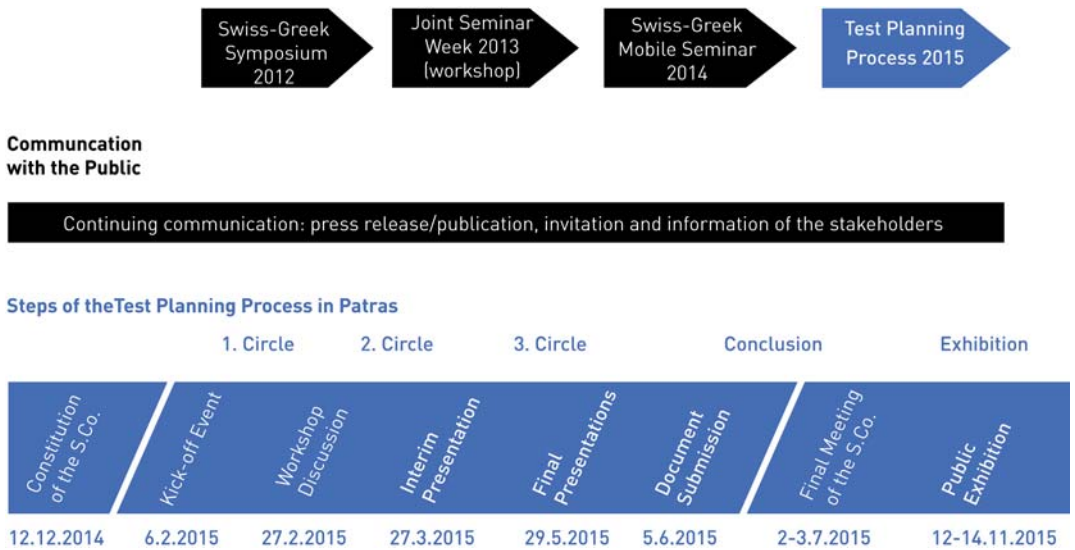 Swiss-Greek
Symposium
2012
Joint Seminar
Week 2013
(workshop)
Swiss-Greek
Mobile Seminar
2014
Test Planning
Process 2015
Communcation
with the Public
Continuing communication: press release/publication, invitation and information of the stakeholders
Steps of theTest Planning Process in Patras
1. Circle 2. Circle 3. Circle Conclusion Exhibition
Constitution
of the S.Co.
Kick-off Event
Workshop
Discussion
Interim
Presentation
Final
Presentations
Document
Submission
Final Meeting
of the S.Co.
Public
Exhibition
12.12.2014 6.2.2015 27.2.2015 27.3.2015 29.5.2015 5.6.2015 2-3.7.2015 12-14.11.2015